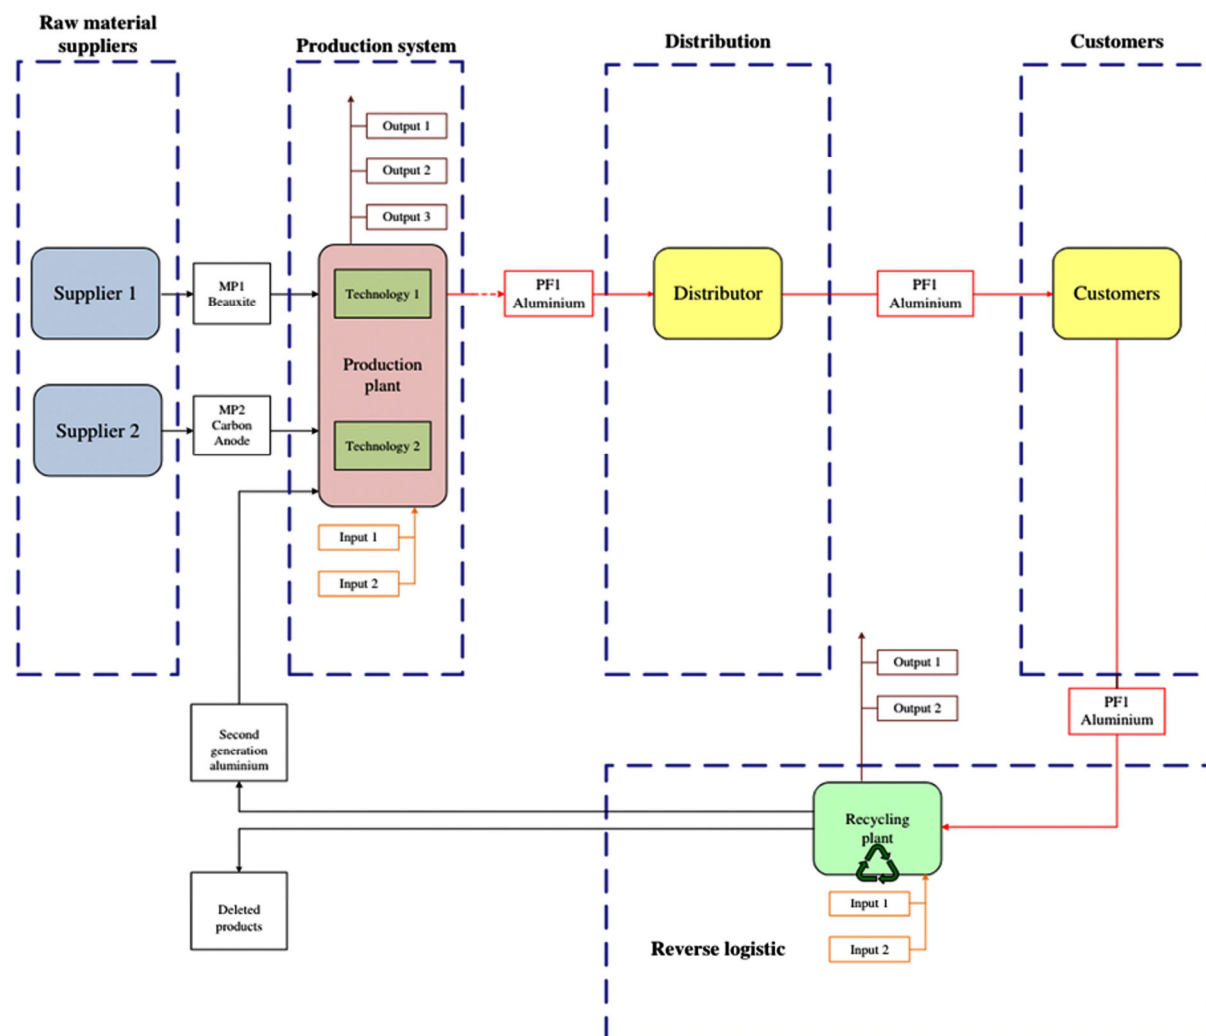 Raw material
suppliers
Production system
Distribution
Customers
Output 1
Output 2
Output 3
Supplier 1
MP1
Beauxite
Technology 1
PF1
Aluminium
Distributor
PF1
Aluminium
Customers
Production
plant
Supplier 2
MP2
Carbon
Anode
Technology 2
Input 1
Input 2
Output 1
Output 2
PF1
Aluminium
Second
generation
aluminium
Recycling
plant
Deleted
products
Input 1
Input 2
Reverse logistic